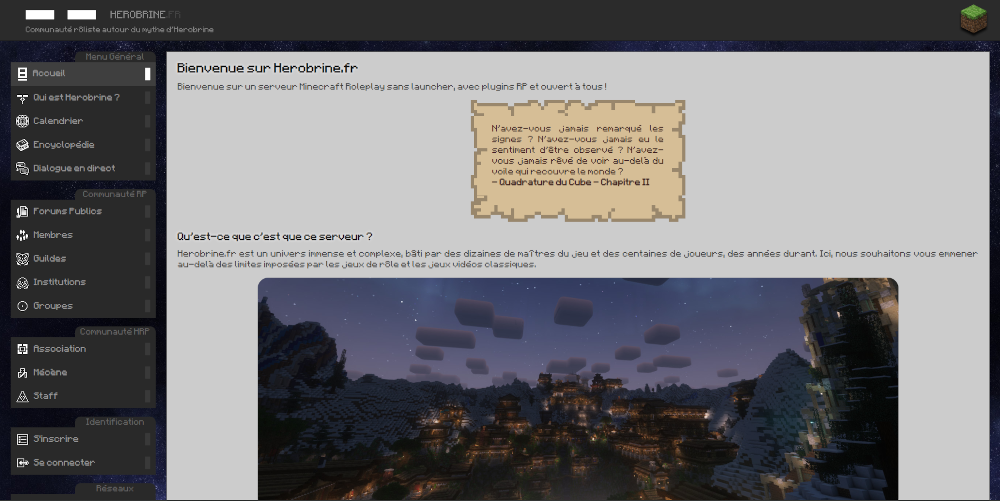 HEROBRINE.FR
Communauté rôliste autour du mythe d'Herobrine
Menu Général
Accueil
Qui est Herobrine ?
Calendrier
Encyclopédie
Dialogue en direct
Communauté RP
Forums Publics
Membres
Guildes
Institutions
Groupes
Communauté HRP
Association
Mécène
Staff
Identification
S'inscrire
Se connecter
Réseaux
Bienvenue sur Herobrine.fr
Bienvenue sur un serveur Minecraft Roleplay sans launcher, avec plugins RP et ouvert à tous !
N'avez-vous jamais remarqué les
signes ? N'avez-vous jamais eu le
sentiment d'être observé ? N'avez-
vous jamais rêvé de voir au-delà du
voile qui recouvre le monde ?
- Quadrature du Cube - Chapitre II
Qu'est-ce que c'est que ce serveur ?
Herobrine.fr est un univers immense et complexe, bâti par des dizaines de maîtres du jeu et des centaines de joueurs, des années durant. Ici, nous souhaitons vous emmener
au-delà des limites imposées par les jeux de rôle et les jeux vidéos classiques.